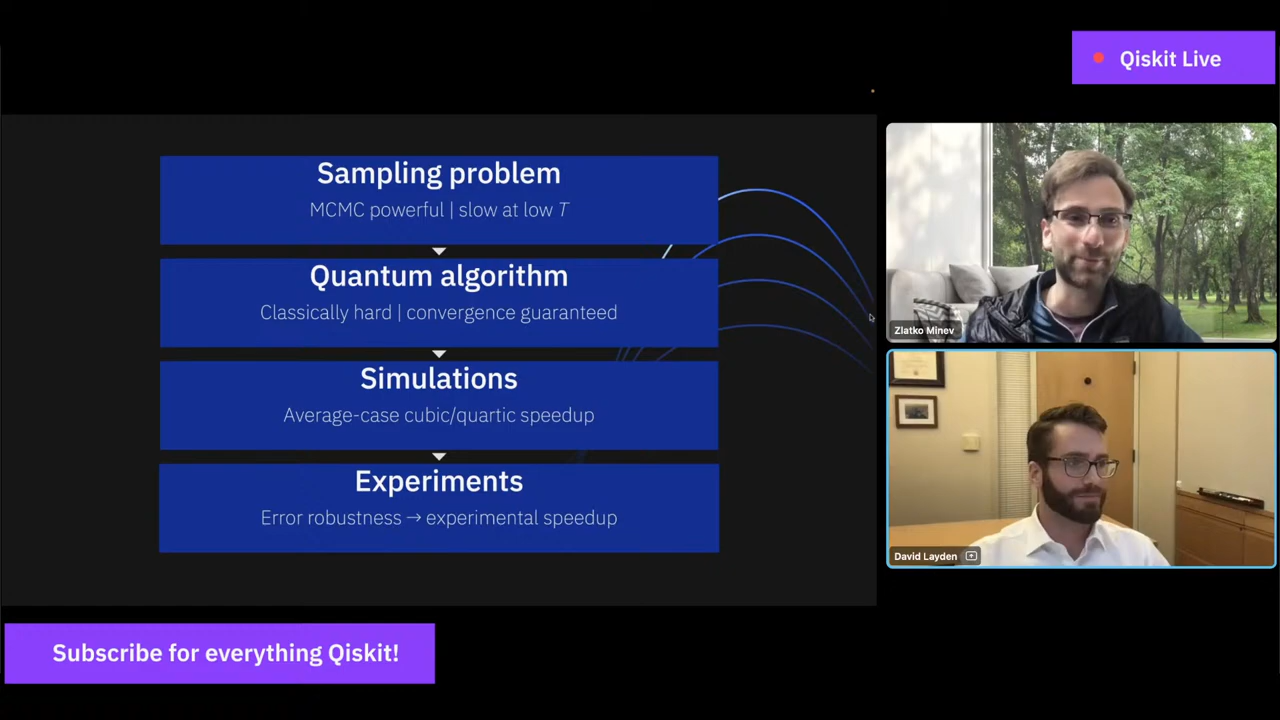 Qiskit Live
Sampling problem
MCMC powerful | slow at low T
Quantum algorithm
Classically hard | convergence guaranteed
Simulations
Average-case cubic/quartic speedup
Experiments
Error robustness → experimental speedup
Zlatko Minev
David Layden
Subscribe for everything Qiskit!